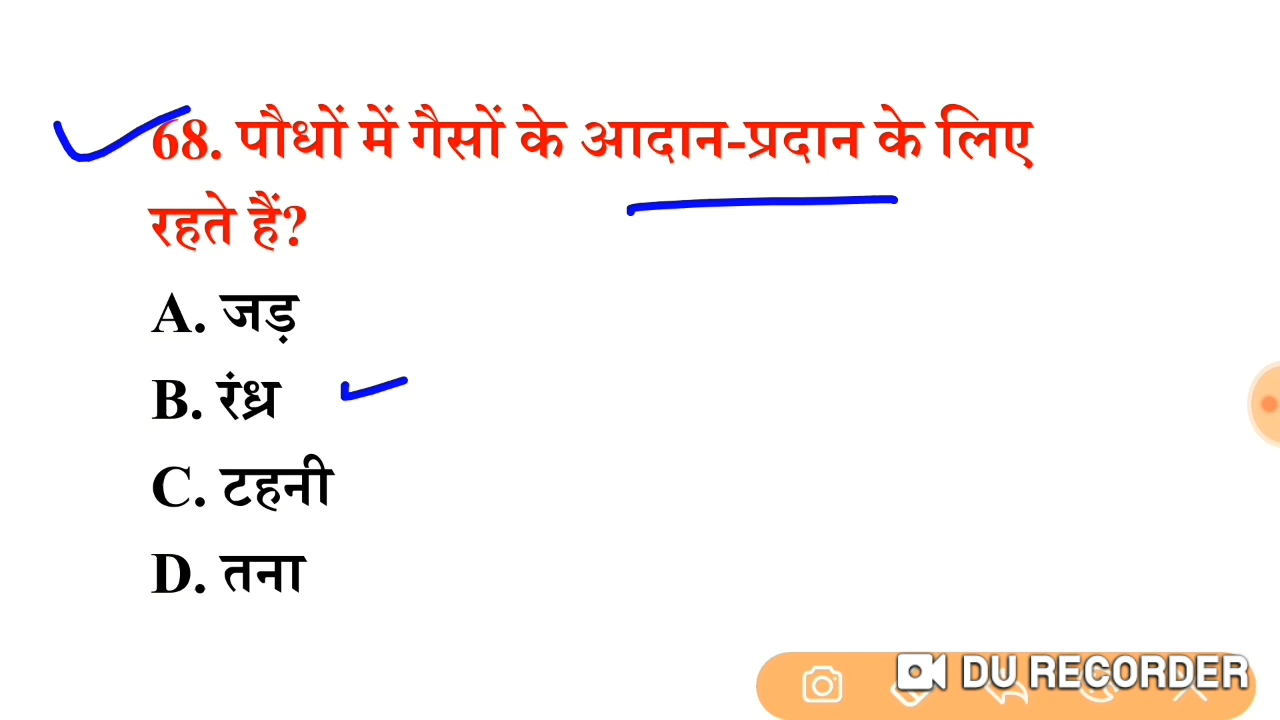 68. पौधों में गैसों के आदान-प्रदान के लिए
रहते हैं?
A. जड़
B. रंध्र
C. टहनी
D. तना
DU RECORDER